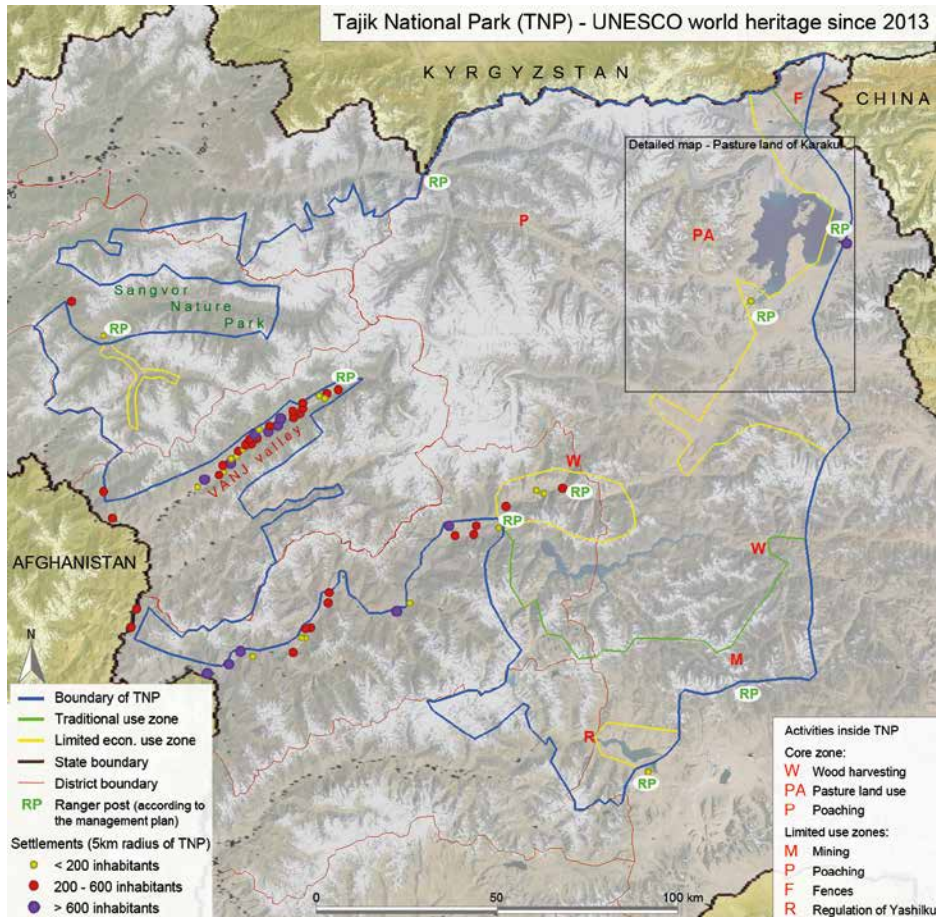 Tajik National Park (TNP) - UNESCO world heritage since 2013
KYRGYZSTAN
CHINA
F
Detailed map - Pasture land of Karakul
RP
P
PA
RP
RP
Sangvor
Nature
Park
RP
RP
VANJ valley
W
RP
RP
W
AFGHANISTAN
M
RP
R
RP
N
Boundary of TNP
Traditional use zone
Limited econ. use zone
State boundary
District boundary
RP Ranger post (according to
the management plan)
Settlements (5km radius of TNP)
< 200 inhabitants
200 - 600 inhabitants
> 600 inhabitants
0 50 100 km
Activities inside TNP
Core zone:
W Wood harvesting
PA Pasture land use
P Poaching
Limited use zones:
M Mining
P Poaching
F Fences
R Regulation of Yashilku